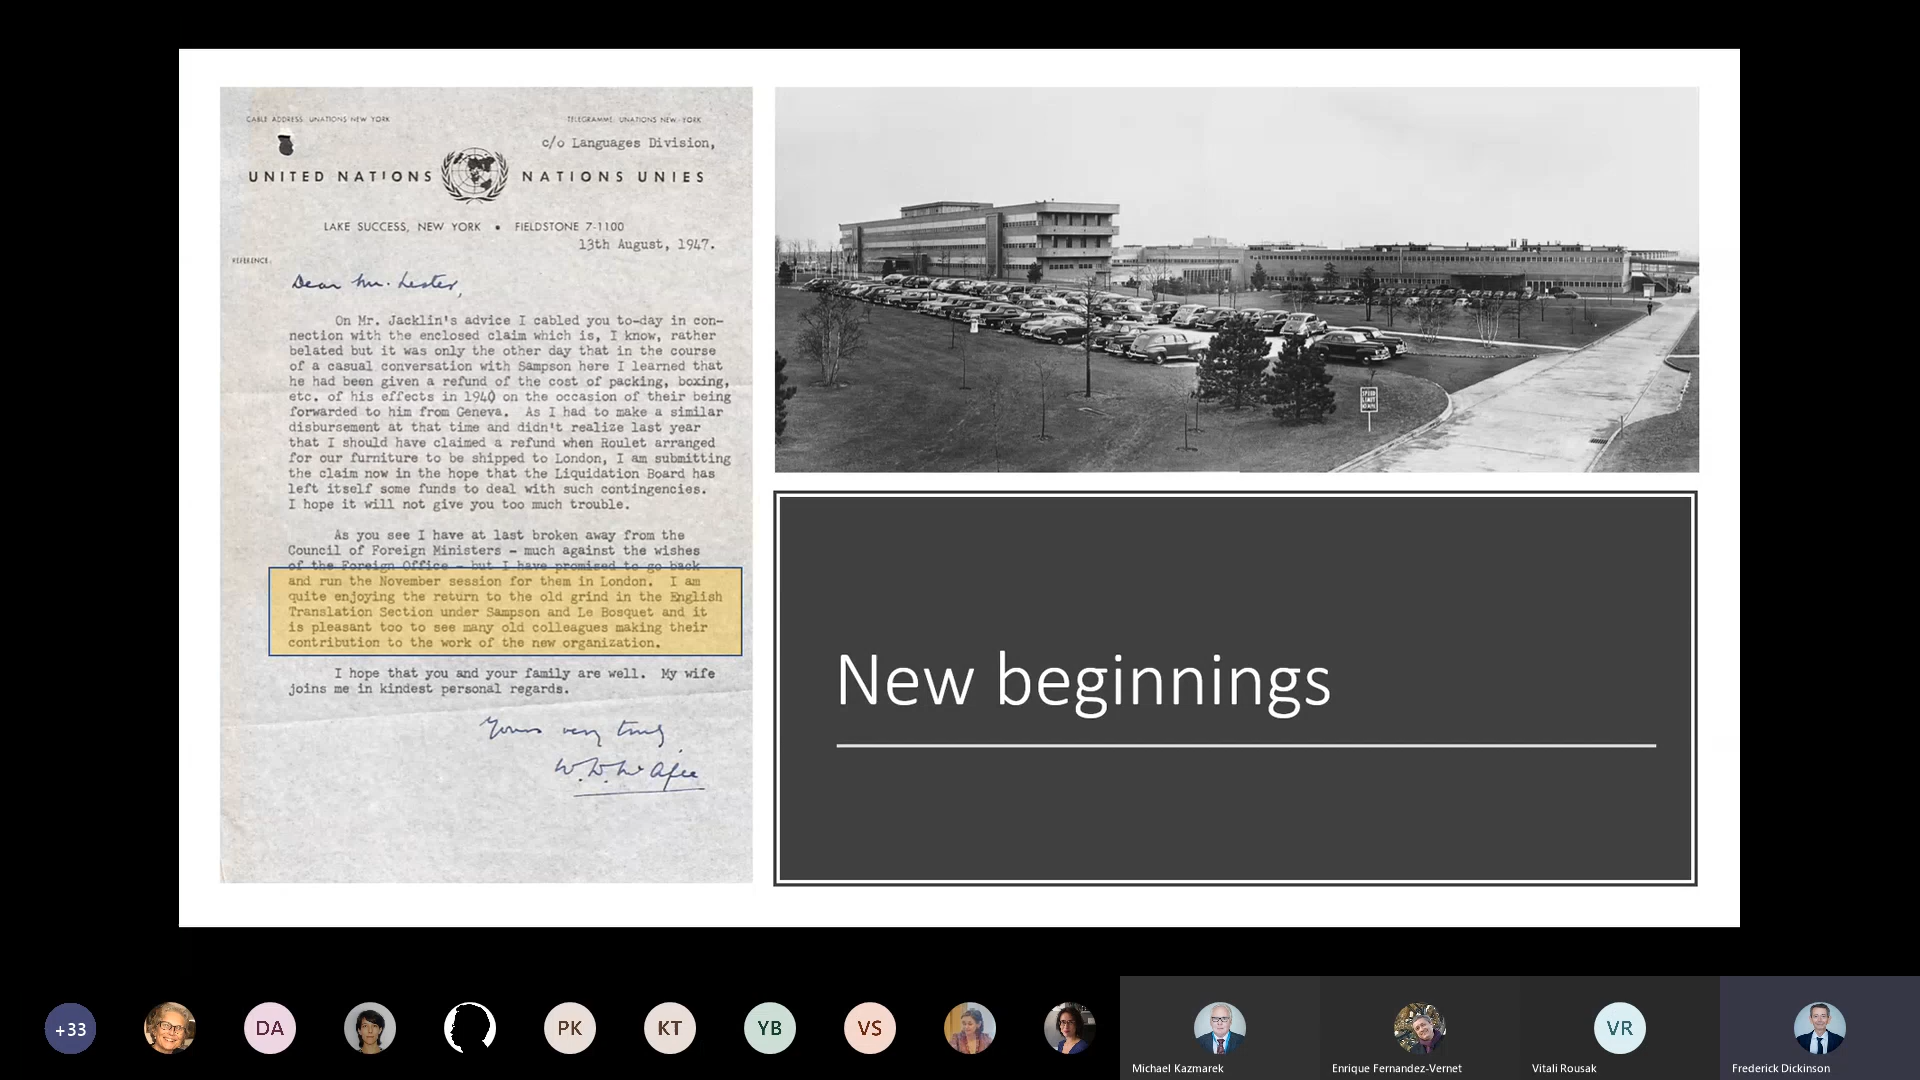 CABLE ADDRESS: UNATIONS NEW YORK
TELEGRAMME: UNATIONS NEW-YORK
c/o Languages Division,
UNITED NATIONS
NATIONS UNIES
LAKE SUCCESS, NEW YORK • FIELDSTONE 7-1100
13th August, 1947.
REFERENCE:
Dear Mr. Lester,
On Mr. Jacklin's advice I cabled you to-day in con-
nection with the enclosed claim which is, I know, rather
belated but it was only the other day that in the course
of a casual conversation with Sampson here I learned that
he had been given a refund of the cost of packing, boxing,
etc. of his effects in 1940 on the occasion of their being
forwarded to him from Geneva. As I had to make a similar
disbursement at that time and didn't realize last year
that I should have claimed a refund when Roulet arranged
for our furniture to be shipped to London, I am submitting
the claim now in the hope that the Liquidation Board has
left itself some funds to deal with such contingencies.
I hope it will not give you too much trouble.
As you see I have at last broken away from the
Council of Foreign Ministers - much against the wishes
of the Foreign Office - but I have promised to go back
and run the November session for them in London. I am
quite enjoying the return to the old grind in the English
Translation Section under Sampson and Le Bosquet and it
is pleasant too to see many old colleagues making their
contribution to the work of the new organization.
I hope that you and your family are well. My wife
joins me in kindest personal regards.
Yours very truly
W.D. McAfee
SPEED
LIMIT
New beginnings
+33
DA
PK
KT
YB
VS
VR
Michael Kazmarek
Enrique Fernandez-Vernet
Vitali Rousak
Frederick Dickinson